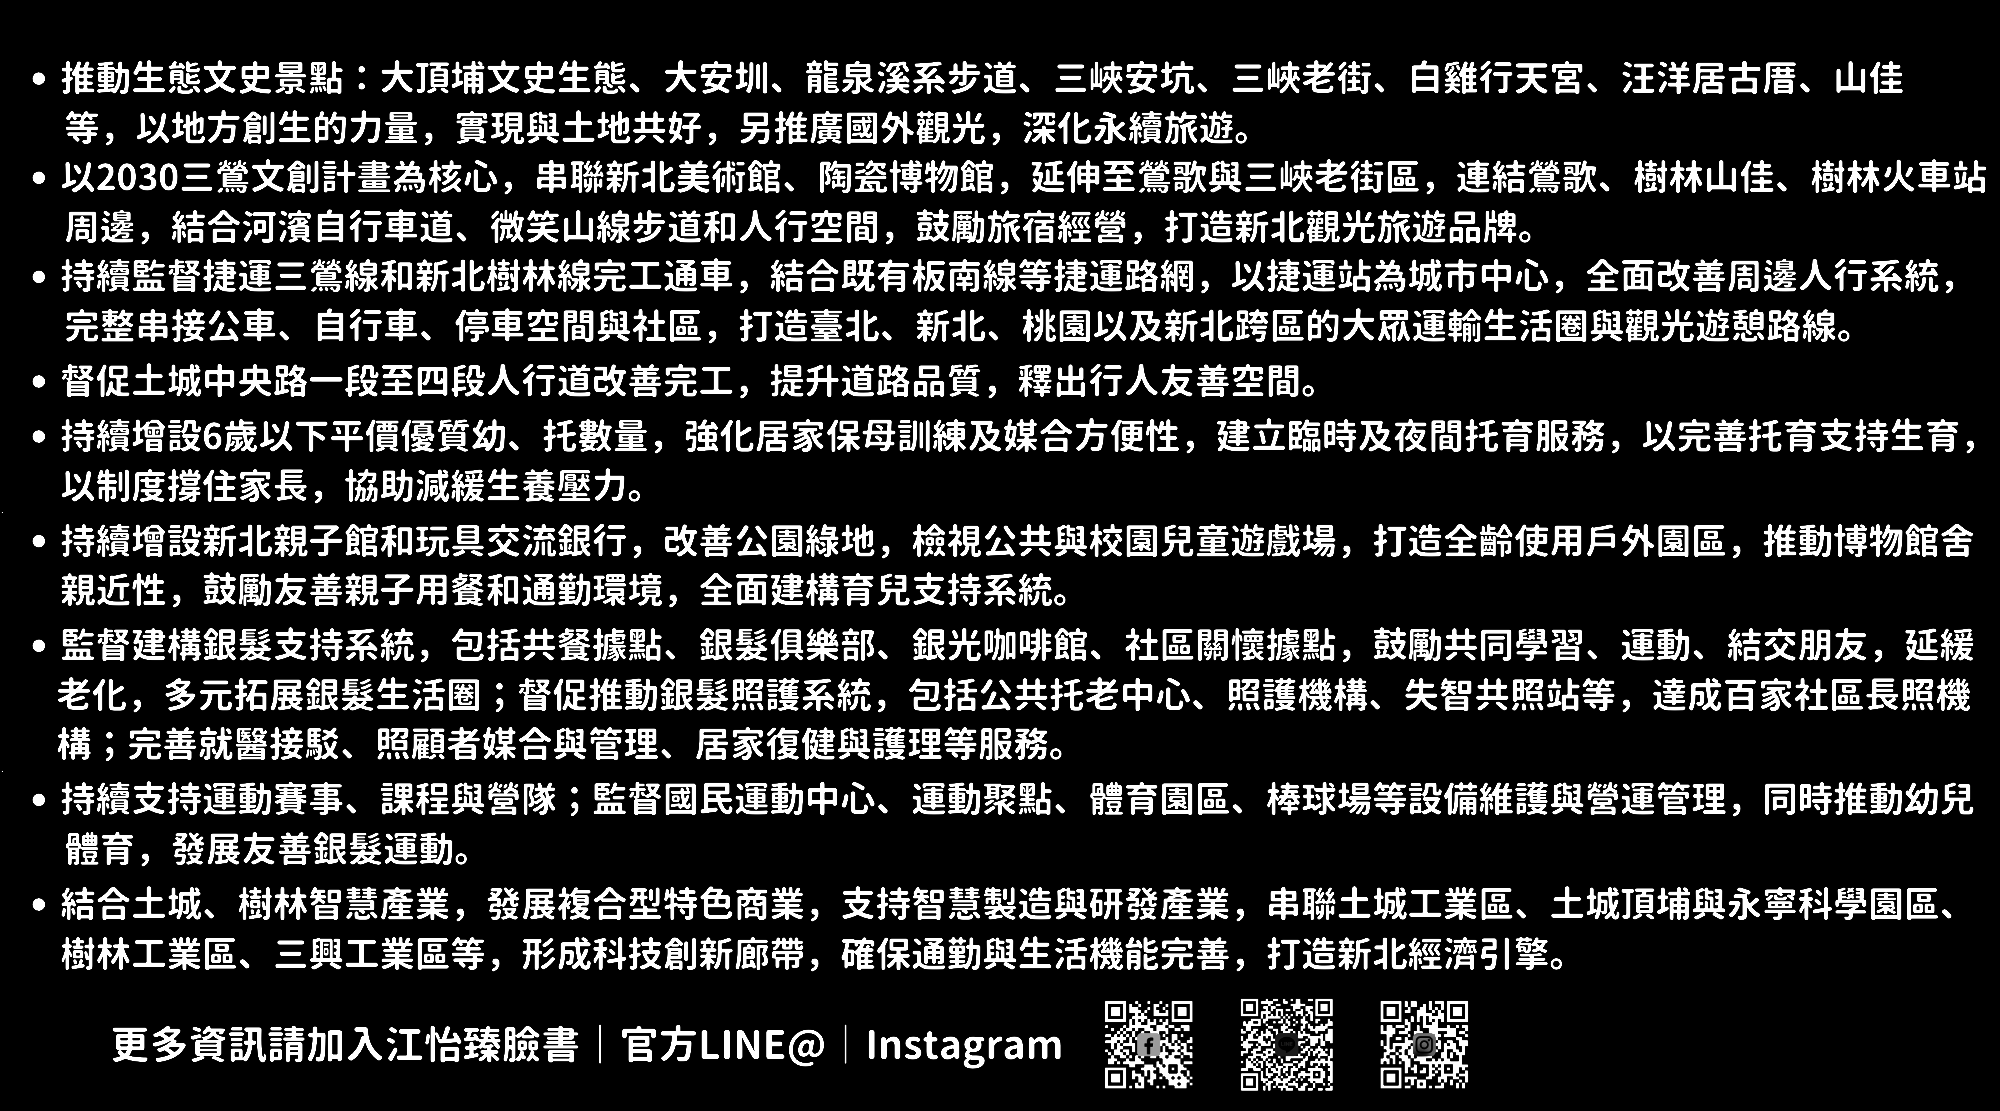 • 推動生態文史景點：大頂埔文史生態、大安圳、龍泉溪系步道、三峽安坑、三峽老街、白雞行天宮、汪洋居古厝、山佳
等，以地方創生的力量，實現與土地共好，另推廣國外觀光，深化永續旅遊。
• 以2030三鶯文創計畫為核心，串聯新北美術館、陶瓷博物館，延伸至鶯歌與三峽老街區，連結鶯歌、樹林山佳、樹林火車站
周邊，結合河濱自行車道、微笑山線步道和人行空間，鼓勵旅宿經營，打造新北觀光旅遊品牌。
• 持續監督捷運三鶯線和新北樹林線完工通車，結合既有板南線等捷運路網，以捷運站為城市中心，全面改善周邊人行系統，
完整串接公車、自行車、停車空間與社區，打造臺北、新北、桃園以及新北跨區的大眾運輸生活圈與觀光遊憩路線。
• 督促土城中央路一段至四段人行道改善完工，提升道路品質，釋出行人友善空間。
• 持續增設6歲以下平價優質幼、托數量，強化居家保母訓練及媒合方便性，建立臨時及夜間托育服務，以完善托育支持生育，
以制度撐住家長，協助減緩生養壓力。
• 持續增設新北親子館和玩具交流銀行，改善公園綠地，檢視公共與校園兒童遊戲場，打造全齡使用戶外園區，推動博物館舍
親近性，鼓勵友善親子用餐和通勤環境，全面建構育兒支持系統。
• 監督建構銀髮支持系統，包括共餐據點、銀髮俱樂部、銀光咖啡館、社區關懷據點，鼓勵共同學習、運動、結交朋友，延緩
老化，多元拓展銀髮生活圈；督促推動銀髮照護系統，包括公共托老中心、照護機構、失智共照站等，達成百家社區長照機
構；完善就醫接駁、照顧者媒合與管理、居家復健與護理等服務。
• 持續支持運動賽事、課程與營隊；監督國民運動中心、運動聚點、體育園區、棒球場等設備維護與營運管理，同時推動幼兒
體育，發展友善銀髮運動。
• 結合土城、樹林智慧產業，發展複合型特色商業，支持智慧製造與研發產業，串聯土城工業區、土城頂埔與永寧科學園區、
樹林工業區、三興工業區等，形成科技創新廊帶，確保通勤與生活機能完善，打造新北經濟引擎。
更多資訊請加入江怡臻臉書｜官方LINE@｜Instagram